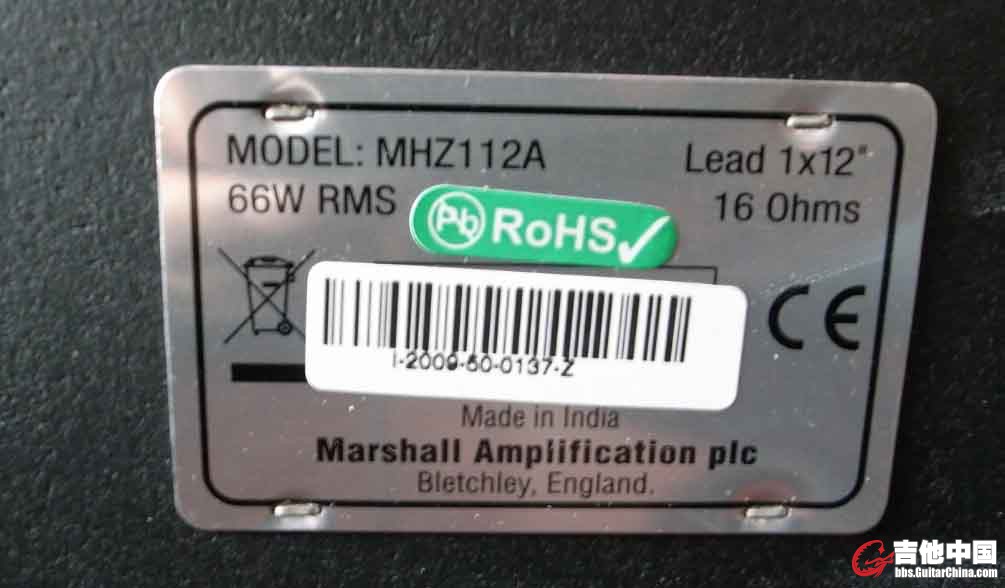 MODEL: MHZ112A
Lead 1x12"
66W RMS
16 Ohms
Pb RoHS
CE
I-2009-60-0137-Z
Made in India
Marshall Amplification plc
Bletchley, England.
吉他中国
bbs.GuitarChina.com